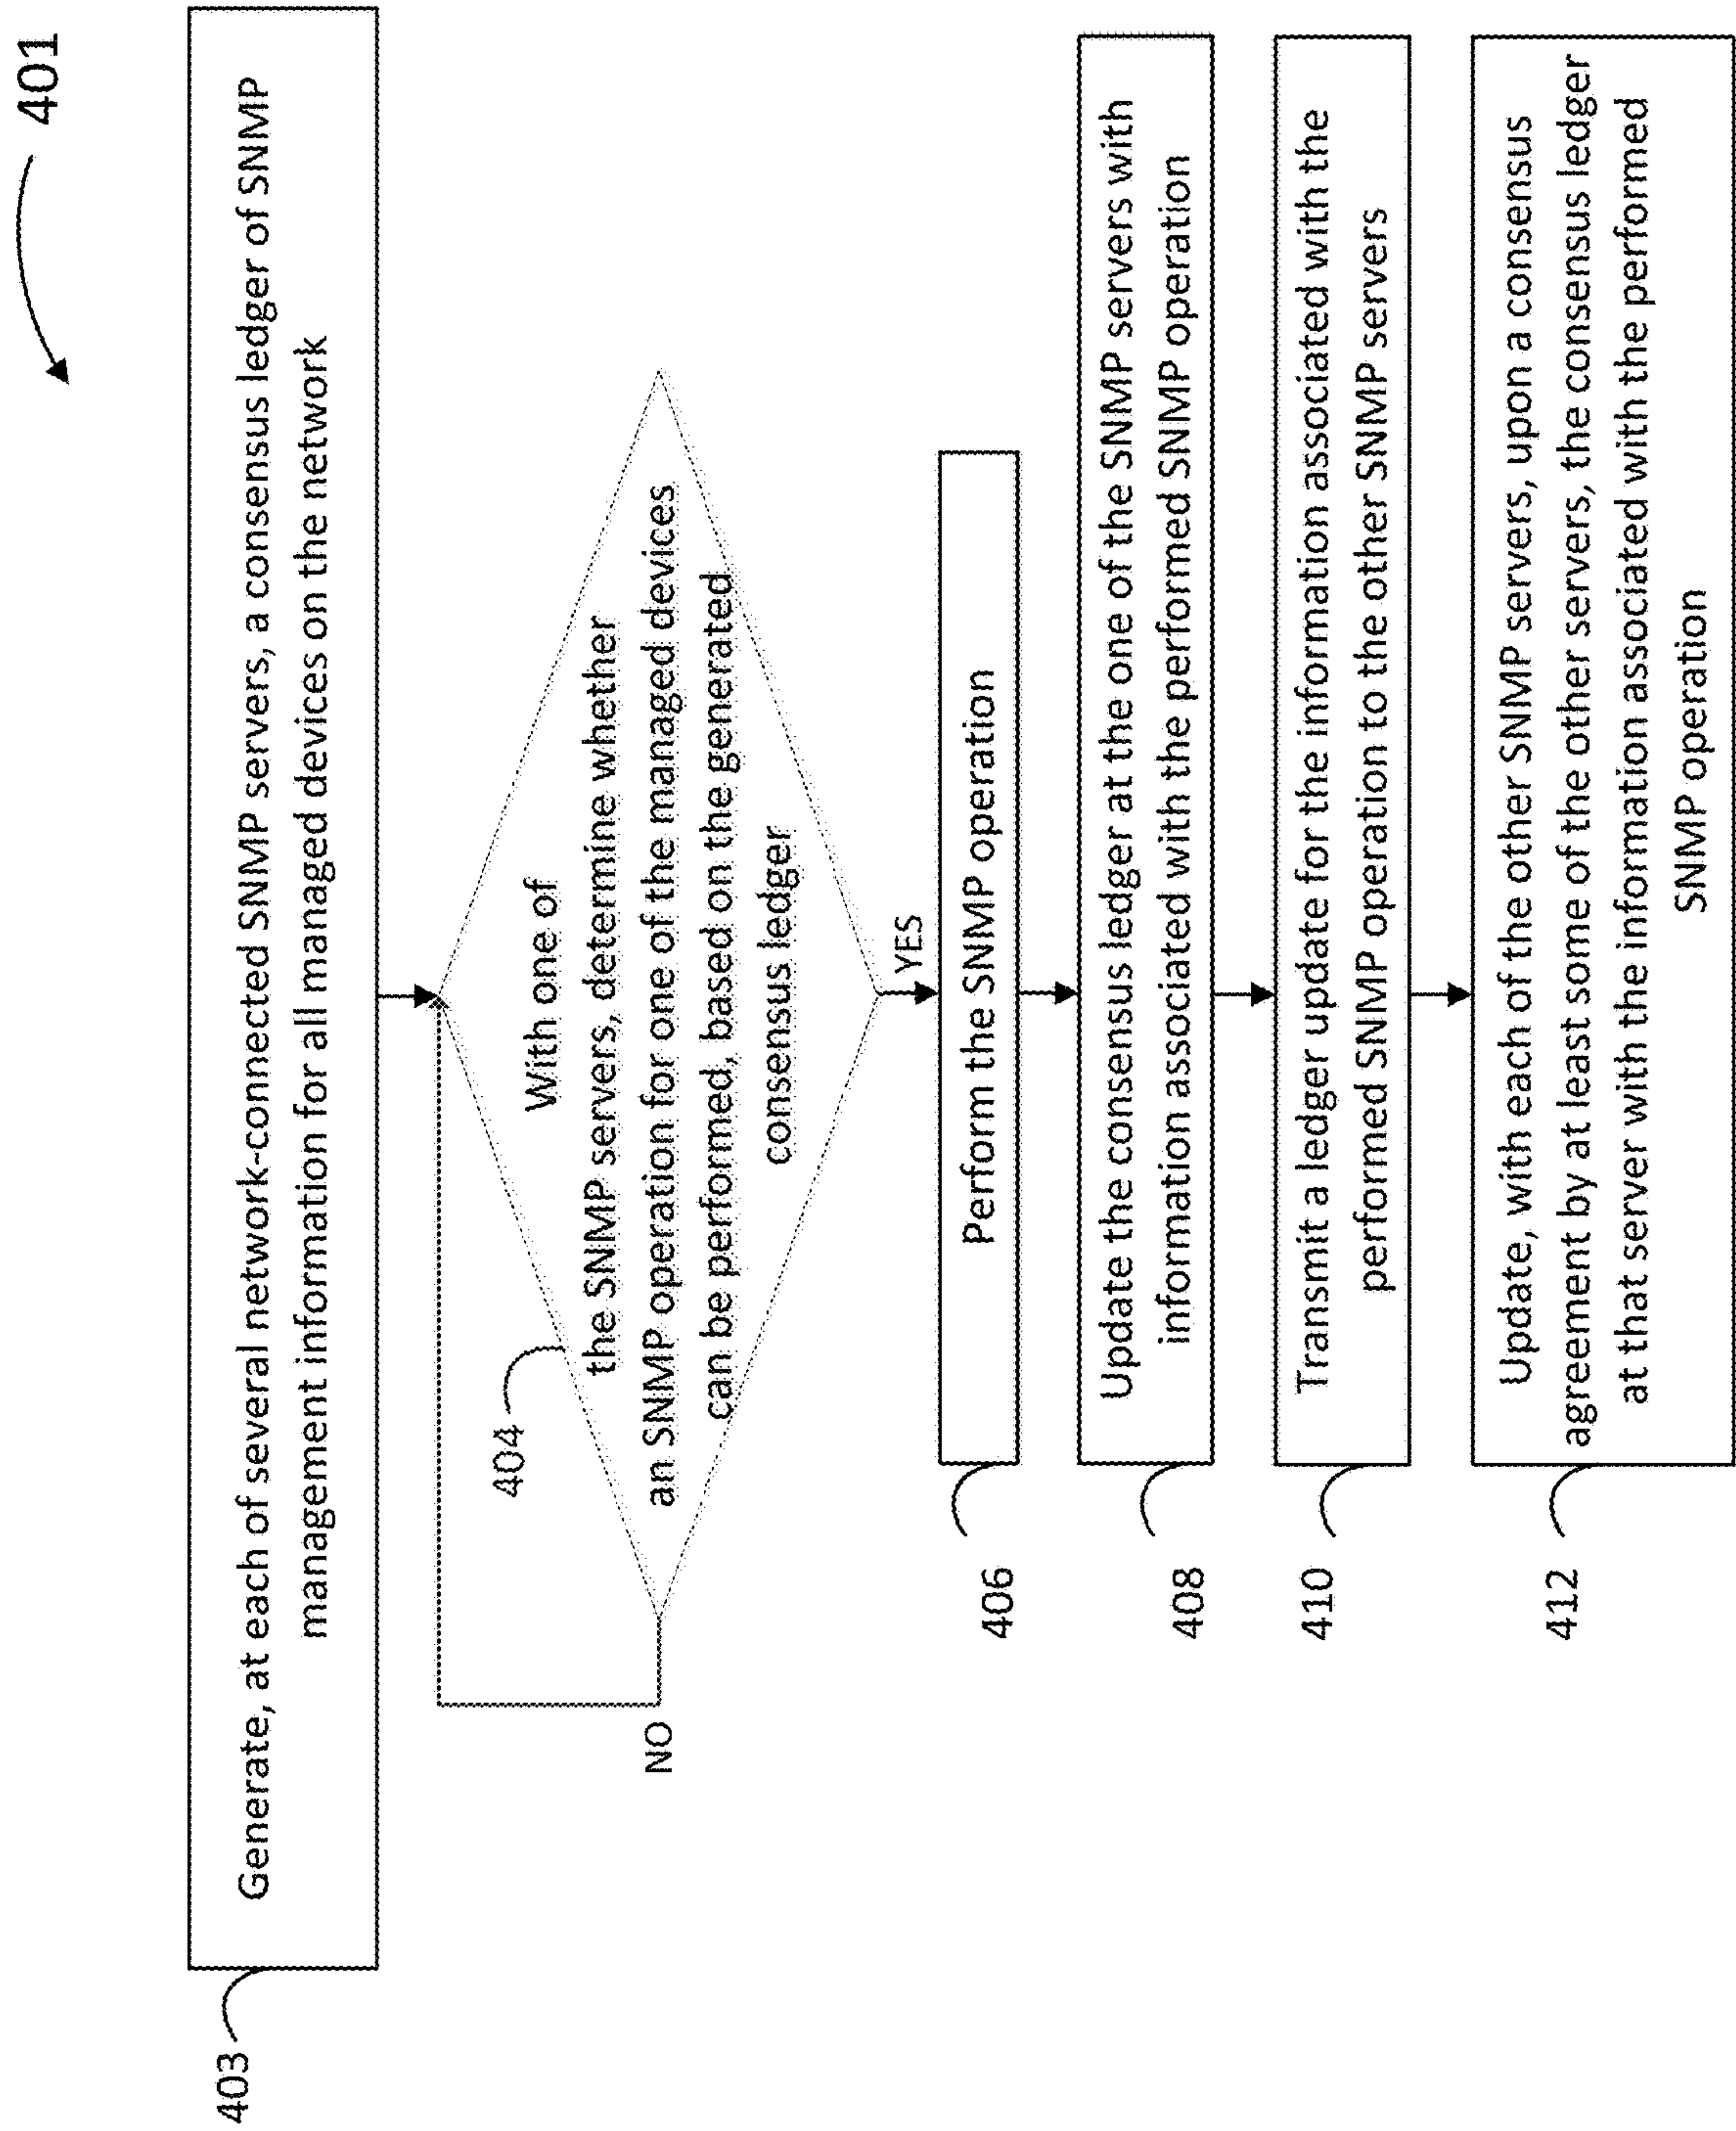 401
403
Generate, at each of several network-connected SNMP servers, a consensus ledger of SNMP
management information for all managed devices on the network
404
With one of
the SNMP servers, determine whether
an SNMP operation for one of the managed devices
can be performed, based on the generated
consensus ledger
NO
YES
406
Perform the SNMP operation
408
Update the consensus ledger at the one of the SNMP servers with
information associated with the performed SNMP operation
410
Transmit a ledger update for the information associated with the
performed SNMP operation to the other SNMP servers
412
Update, with each of the other SNMP servers, upon a consensus
agreement by at least some of the other servers, the consensus ledger
at that server with the information associated with the performed
SNMP operation